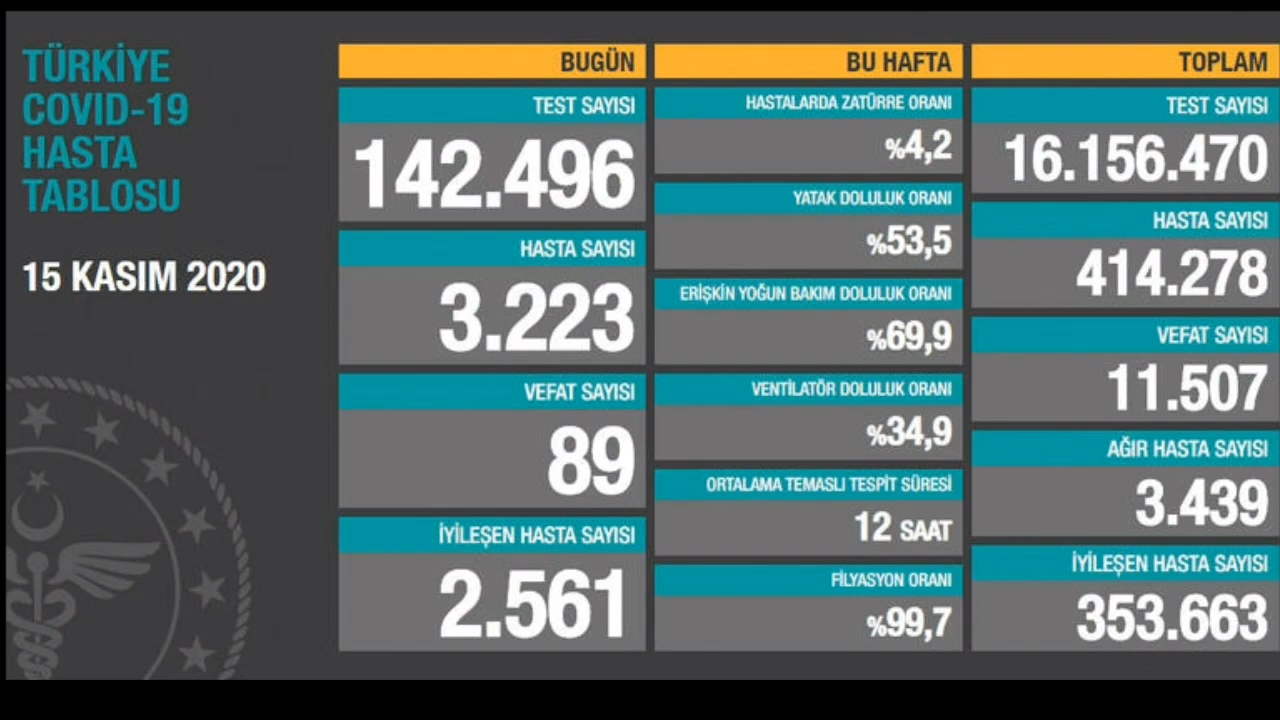 TÜRKİYE
COVID-19
HASTA
TABLOSU
15 KASIM 2020
BUGÜN
TEST SAYISI
142.496
HASTA SAYISI
3.223
VEFAT SAYISI
89
İYİLEŞEN HASTA SAYISI
2.561
BU HAFTA
HASTALARDA ZATÜRRE ORANI
%4,2
YATAK DOLULUK ORANI
%53,5
ERİŞKİN YOĞUN BAKIM DOLULUK ORANI
%69,9
VENTİLATÖR DOLULUK ORANI
%34,9
ORTALAMA TEMASLI TESPİT SÜRESİ
12 SAAT
FİLYASYON ORANI
%99,7
TOPLAM
TEST SAYISI
16.156.470
HASTA SAYISI
414.278
VEFAT SAYISI
11.507
AĞIR HASTA SAYISI
3.439
İYİLEŞEN HASTA SAYISI
353.663